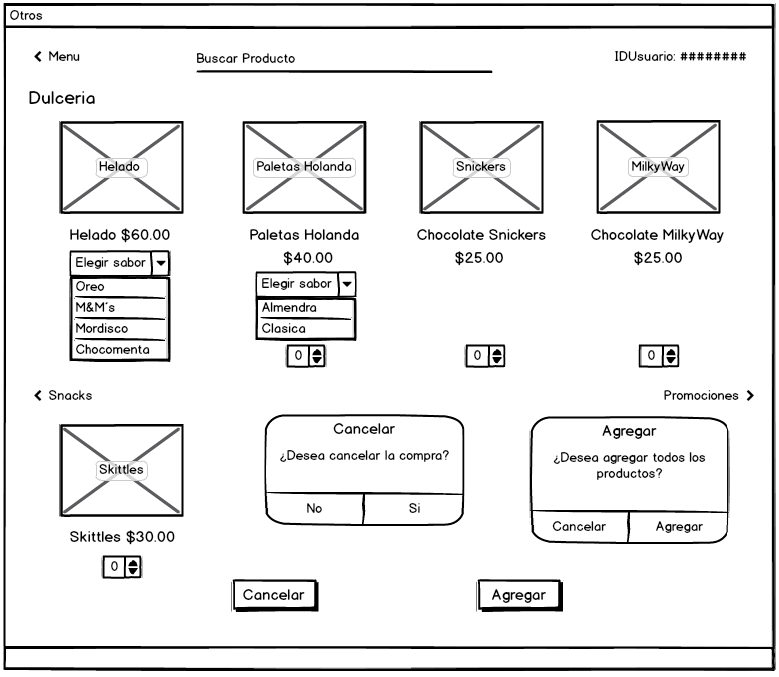 Otros
Menu
Buscar Producto
IDUsuario: ########
Dulceria
Helado
Paletas Holanda
Snickers
MilkyWay
Helado $60.00
Paletas Holanda
$40.00
Chocolate Snickers
$25.00
Chocolate MilkyWay
$25.00
Elegir sabor
Oreo
M&M´s
Mordisco
Chocomenta
Elegir sabor
Almendra
Clasica
0
0
0
Snacks
Promociones
Skittles
Skittles $30.00
0
Cancelar
¿Desea cancelar la compra?
No
Si
Agregar
¿Desea agregar todos los
productos?
Cancelar
Agregar
Cancelar
Agregar